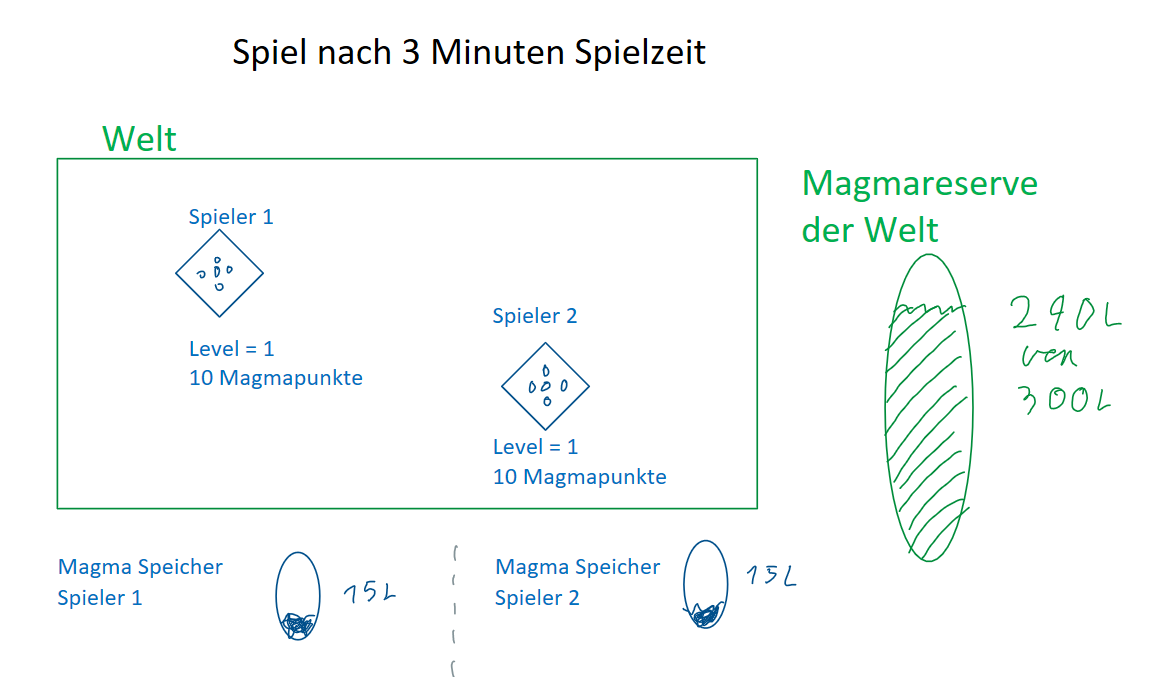 Spiel nach 3 Minuten Spielzeit
Welt
Magmareserve
der Welt
Spieler 1
Level = 1
10 Magmapunkte
Spieler 2
Level = 1
10 Magmapunkte
290L
von
300L
Magma Speicher
Spieler 1
15L
Magma Speicher
Spieler 2
15L